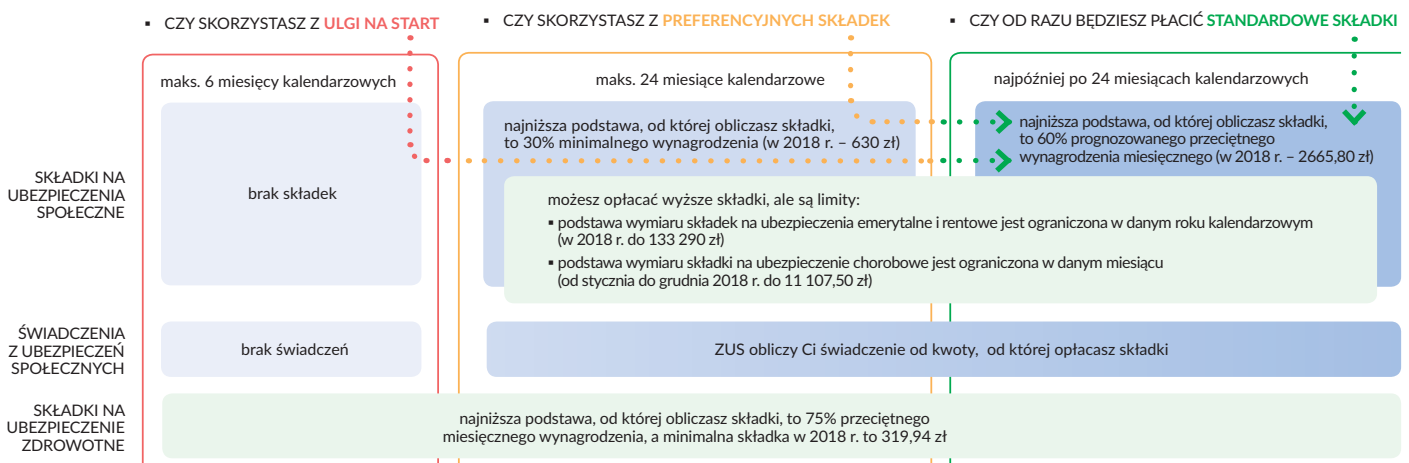 ▪ CZY SKORZYSTASZ Z ULGI NA START
▪ CZY SKORZYSTASZ Z PREFERENCYJNYCH SKŁADEK
▪ CZY OD RAZU BĘDZIESZ PŁACIĆ STANDARDOWE SKŁADKI
maks. 6 miesięcy kalendarzowych
maks. 24 miesiące kalendarzowe
najpóźniej po 24 miesiącach kalendarzowych
SKŁADKI NA
UBEZPIECZENIA
SPOŁECZNE
brak składek
najniższa podstawa, od której obliczasz składki,
to 30% minimalnego wynagrodzenia (w 2018 r. – 630 zł)
najniższa podstawa, od której obliczasz składki,
to 60% prognozowanego przeciętnego
wynagrodzenia miesięcznego (w 2018 r. – 2665,80 zł)
możesz opłacać wyższe składki, ale są limity:
▪ podstawa wymiaru składek na ubezpieczenia emerytalne i rentowe jest ograniczona w danym roku kalendarzowym
(w 2018 r. do 133 290 zł)
▪ podstawa wymiaru składki na ubezpieczenie chorobowe jest ograniczona w danym miesiącu
(od stycznia do grudnia 2018 r. do 11 107,50 zł)
ŚWIADCZENIA
Z UBEZPIECZEŃ
SPOŁECZNYCH
brak świadczeń
ZUS obliczy Ci świadczenie od kwoty, od której opłacasz składki
SKŁADKI NA
UBEZPIECZENIE
ZDROWOTNE
najniższa podstawa, od której obliczasz składki, to 75% przeciętnego
miesięcznego wynagrodzenia, a minimalna składka w 2018 r. to 319,94 zł